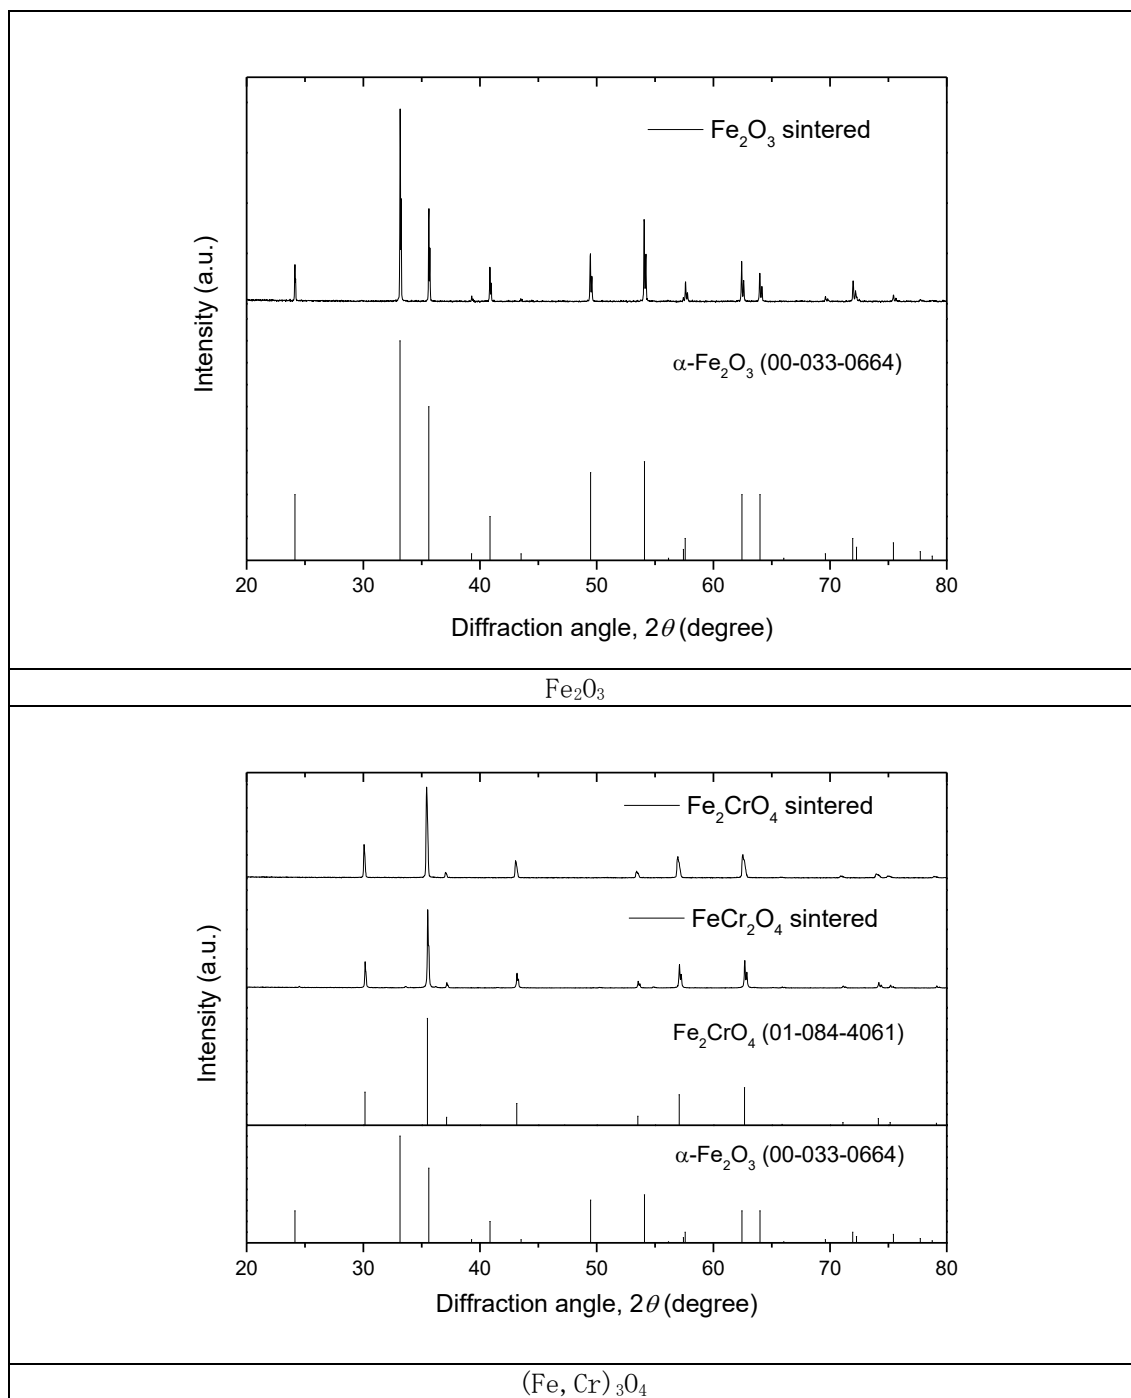 Fe₂O₃ sintered
α-Fe₂O₃ (00-033-0664)
Intensity (a.u.)
20 30 40 50 60 70 80
Diffraction angle, 2θ (degree)
Fe₂O₃
Fe₂CrO₄ sintered
FeCr₂O₄ sintered
Fe₂CrO₄ (01-084-4061)
α-Fe₂O₃ (00-033-0664)
Intensity (a.u.)
20 30 40 50 60 70 80
Diffraction angle, 2θ (degree)
(Fe, Cr)₃O₄